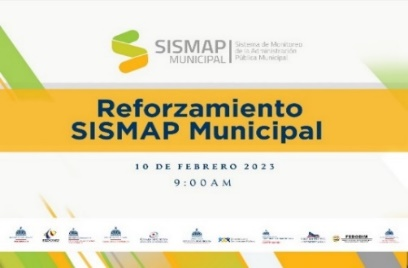 SISMAP
MUNICIPAL
Sistema de Monitoreo
de la Administración
Pública Municipal
Reforzamiento
SISMAP Municipal
10 DE FEBRERO 2023
9:00AM
FEDODIM